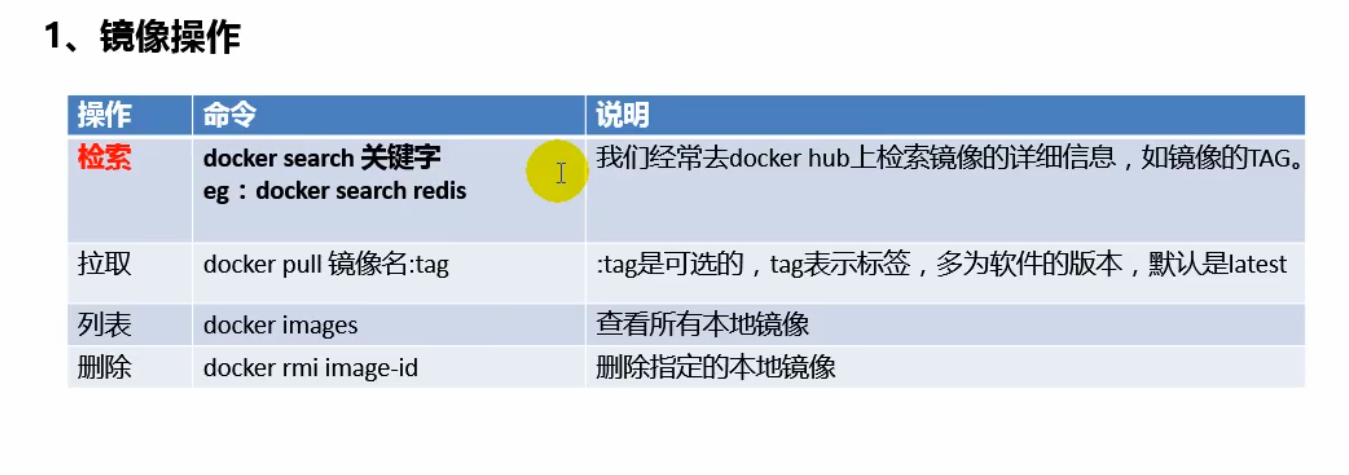 1、镜像操作
操作 命令 说明
检索 docker search 关键字 我们经常去docker hub上检索镜像的详细信息，如镜像的TAG。
eg：docker search redis
拉取 docker pull 镜像名:tag :tag是可选的，tag表示标签，多为软件的版本，默认是latest
列表 docker images 查看所有本地镜像
删除 docker rmi image-id 删除指定的本地镜像